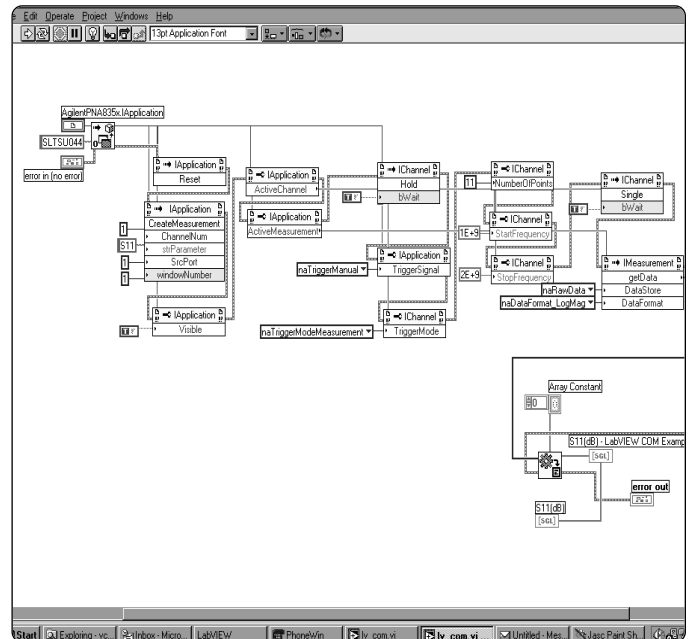 Edit Operate Project Windows Help
13pt Application Font
AgilentPNA835x.IApplication
SLTSU044
error in (no error)
IApplication
Reset
IApplication
CreateMeasurement
ChannelNum
strParameter
SrcPort
windowNumber
1
S11
1
1
IApplication
Visible
IApplication
ActiveChannel
IApplication
ActiveMeasurement
IChannel
Hold
bWait
IApplication
TriggerSignal
naTriggerManual
IChannel
TriggerMode
naTriggerModeMeasurement
11
IChannel
NumberOfPoints
1E+9
IChannel
StartFrequency
2E+9
IChannel
StopFrequency
IChannel
Single
bWait
IMeasurement
getData
DataStore
DataFormat
naRawData
naDataFormat_LogMag
Array Constant
0
S11(dB) - LabVIEW COM Examp
[SGL]
error out
S11(dB)
[SGL]
Start Exploring - vc... Inbox - Micro... LabVIEW PhoneWin lv_com.vi lv_com.vi ... Untitled - Mes... Jasc Paint Sh...